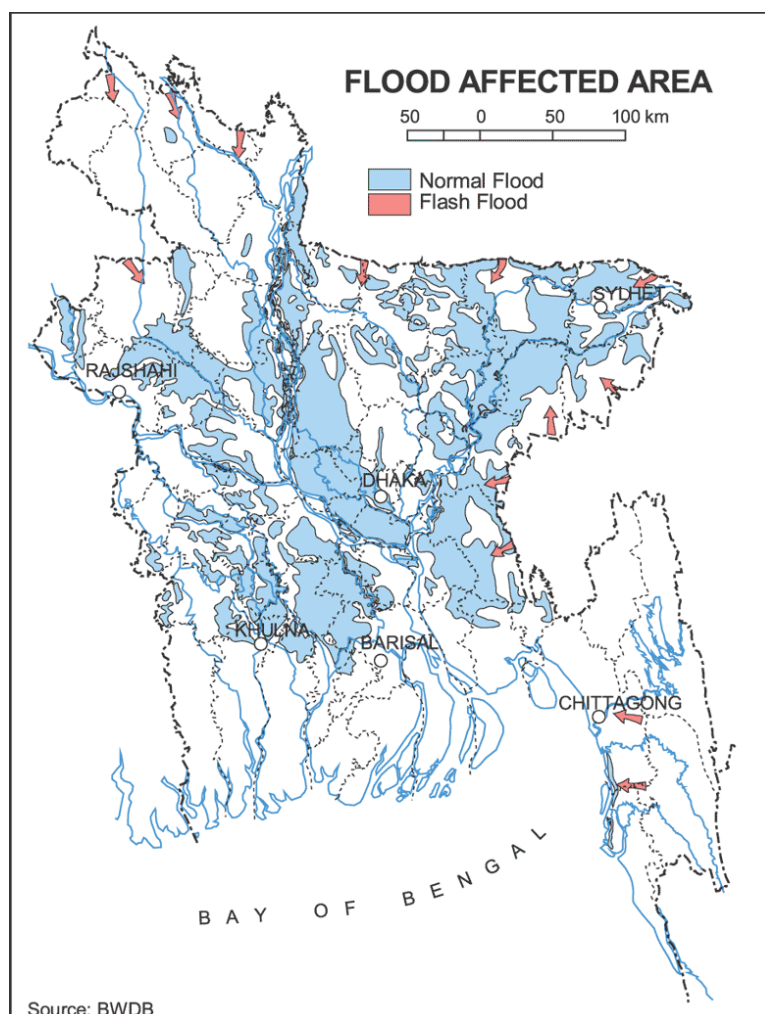 FLOOD AFFECTED AREA
50 0 50 100 km
Normal Flood
Flash Flood
SYLHET
RAJSHAHI
DHAKA
KHULNA
BARISAL
CHITTAGONG
BAY OF BENGAL
Source: BWDB